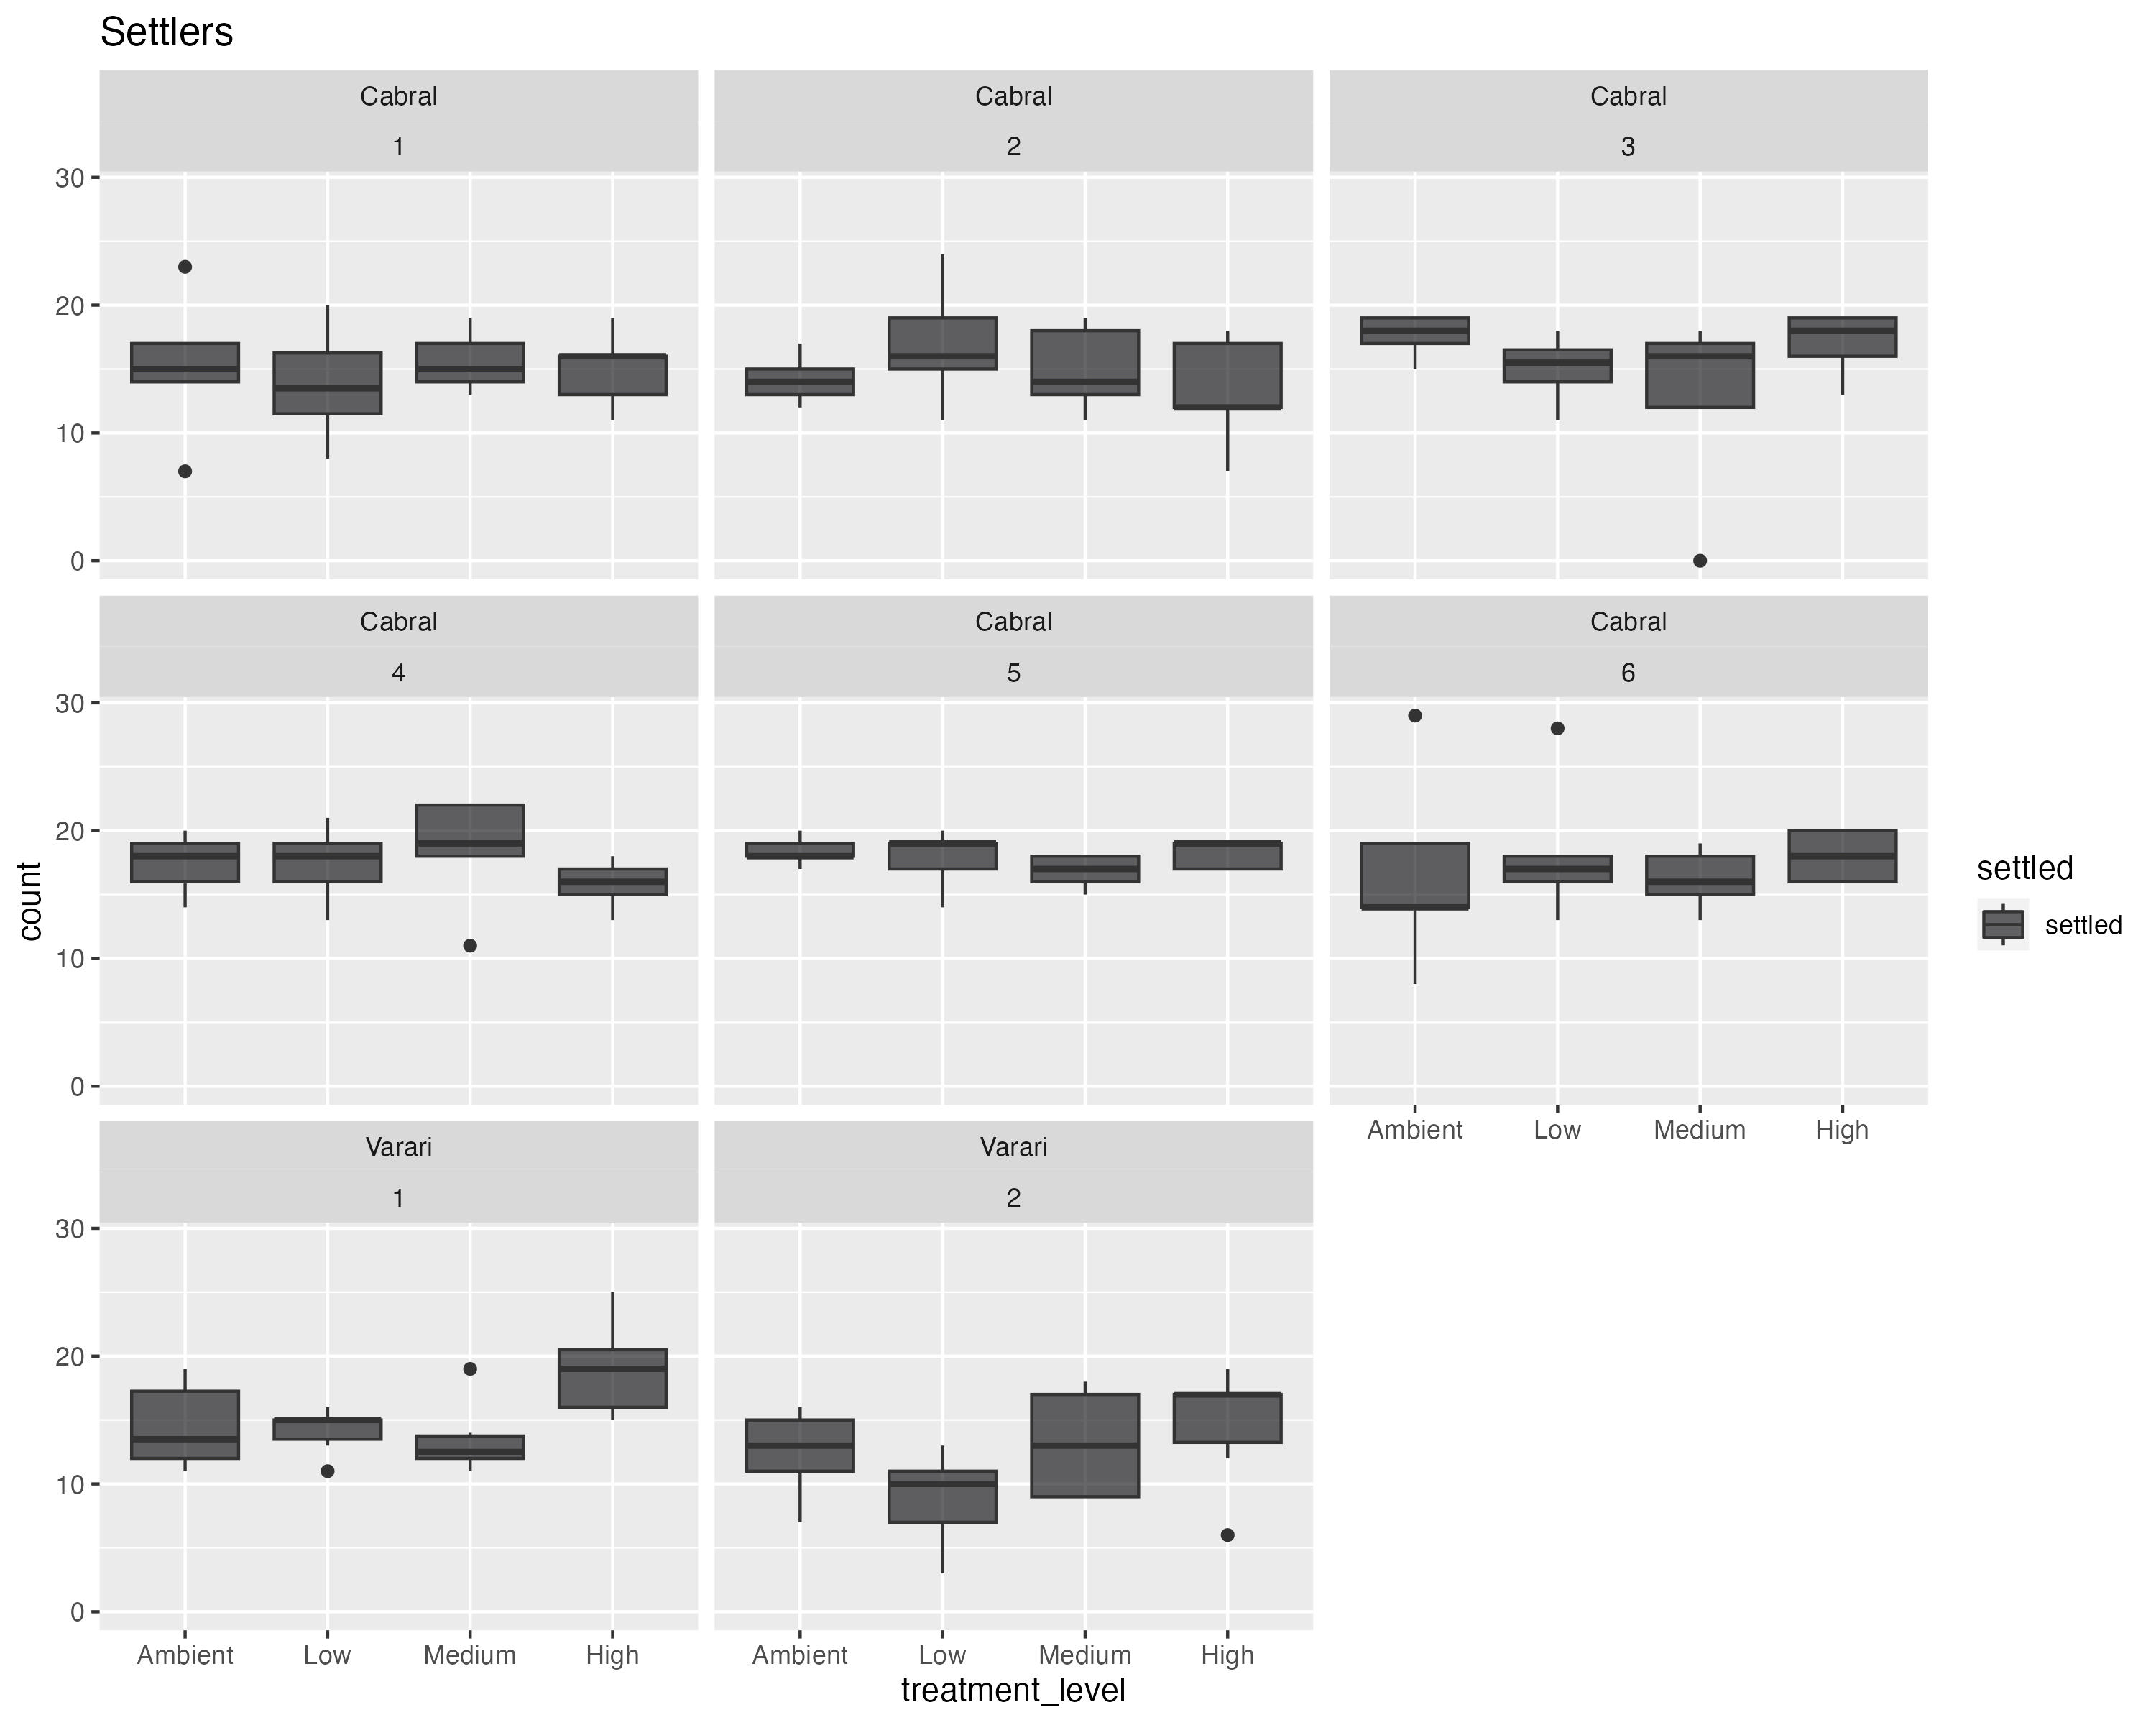 Settlers
Cabral
1
Cabral
2
Cabral
3
30
20
10
0
Cabral
4
Cabral
5
Cabral
6
30
20
10
0
Ambient Low Medium High
Varari
1
Varari
2
30
20
10
0
Ambient Low Medium High
Ambient Low Medium High
treatment_level
count
settled
settled